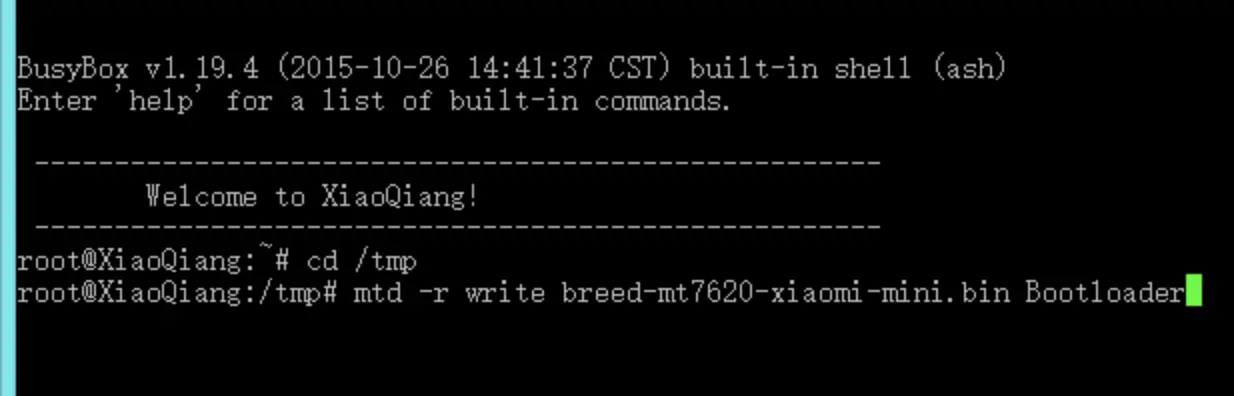 BusyBox v1.19.4 (2015-10-26 14:41:37 CST) built-in shell (ash)
Enter 'help' for a list of built-in commands.
-----------------------------------------------------
Welcome to XiaoQiang!
-----------------------------------------------------
root@XiaoQiang:~# cd /tmp
root@XiaoQiang:/tmp# mtd -r write breed-mt7620-xiaomi-mini.bin Bootloader